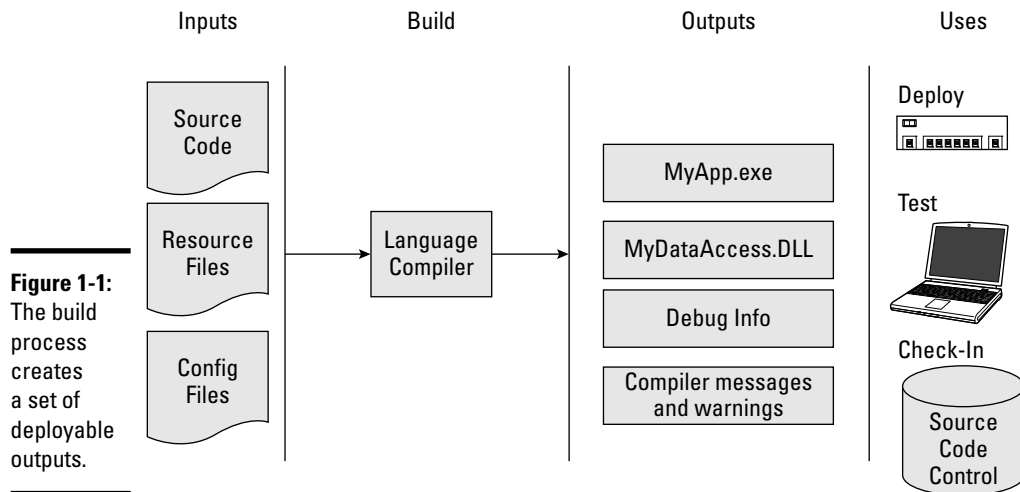 Inputs
Build
Outputs
Uses
Source
Code
Resource
Files
Config
Files
Language
Compiler
MyApp.exe
MyDataAccess.DLL
Debug Info
Compiler messages
and warnings
Deploy
Test
Check-In
Source
Code
Control
Figure 1-1:
The build
process
creates
a set of
deployable
outputs.